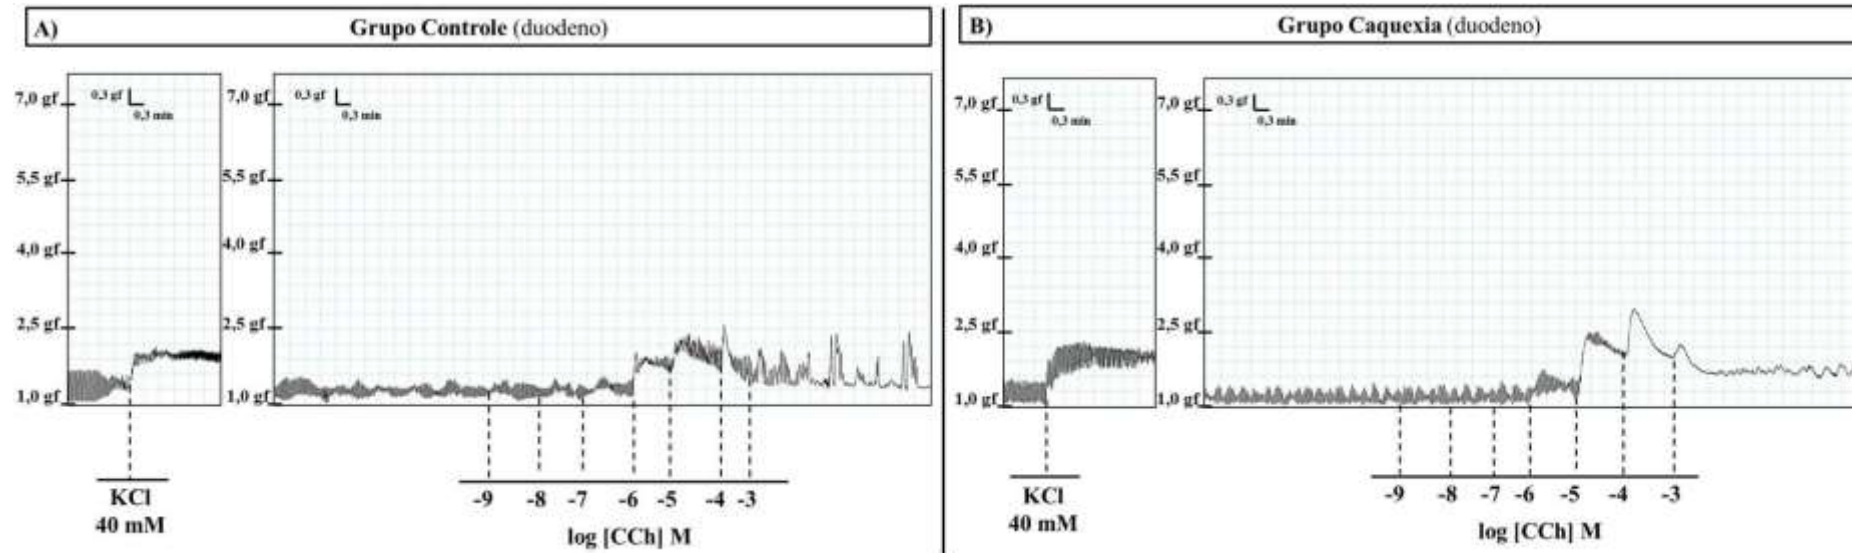 A) Grupo Controle (duodeno)
7,0 gf
5,5 gf
4,0 gf
2,5 gf
1,0 gf
0,3 gf
0,3 min
KCl
40 mM
7,0 gf
5,5 gf
4,0 gf
2,5 gf
1,0 gf
0,3 gf
0,3 min
-9 -8 -7 -6 -5 -4 -3
log [CCh] M
B) Grupo Caquexia (duodeno)
7,0 gf
5,5 gf
4,0 gf
2,5 gf
1,0 gf
0,3 gf
0,3 min
KCl
40 mM
7,0 gf
5,5 gf
4,0 gf
2,5 gf
1,0 gf
0,3 gf
0,3 min
-9 -8 -7 -6 -5 -4 -3
log [CCh] M